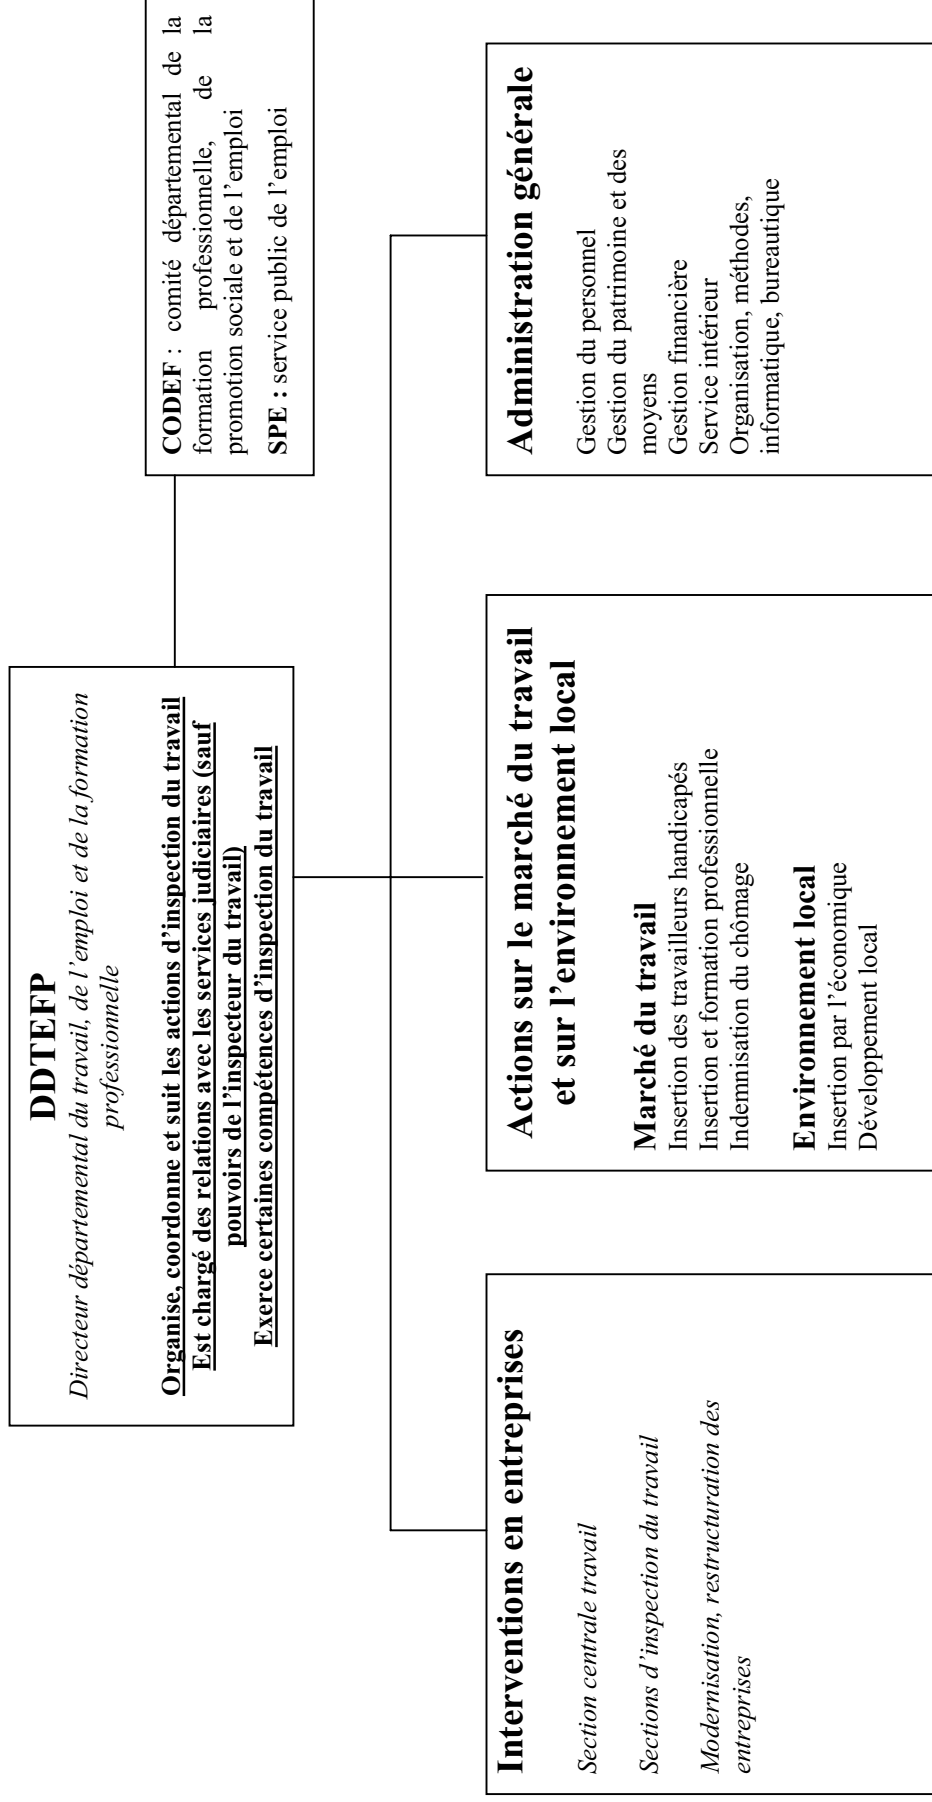 DDTEFP
Directeur départemental du travail, de l’emploi et de la formation
professionnelle
Organise, coordonne et suit les actions d’inspection du travail
Est chargé des relations avec les services judiciaires (sauf
pouvoirs de l’inspecteur du travail)
Exerce certaines compétences d’inspection du travail
CODEF : comité départemental de la
formation professionnelle, de la
promotion sociale et de l’emploi
SPE : service public de l’emploi
Interventions en entreprises
Section centrale travail
Sections d’inspection du travail
Modernisation, restructuration des
entreprises
Actions sur le marché du travail
et sur l’environnement local
Marché du travail
Insertion des travailleurs handicapés
Insertion et formation professionnelle
Indemnisation du chômage
Environnement local
Insertion par l’économique
Développement local
Administration générale
Gestion du personnel
Gestion du patrimoine et des
moyens
Gestion financière
Service intérieur
Organisation, méthodes,
informatique, bureautique